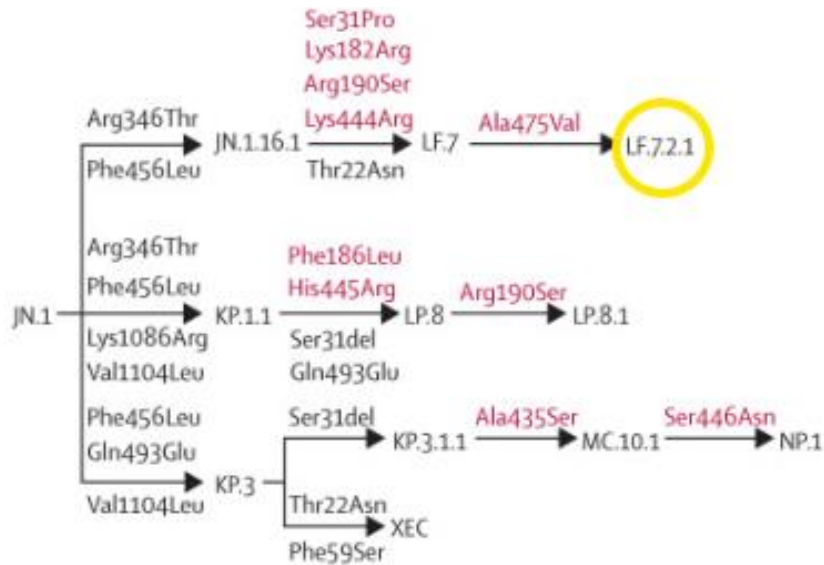 Ser31Pro
Lys182Arg
Arg190Ser
Arg346Thr
Lys444Arg
Ala475Val
JN.1.16.1
LF.7
LF.7.2.1
Phe456Leu
Thr22Asn
Arg346Thr
Phe186Leu
Phe456Leu
His445Arg
Arg190Ser
JN.1
KP.1.1
LP.8
LP.8.1
Lys1086Arg
Ser31del
Val1104Leu
Gln493Glu
Phe456Leu
Ser31del
Ala435Ser
Ser446Asn
Gln493Glu
KP.3.1.1
MC.10.1
NP.1
KP.3
Val1104Leu
Thr22Asn
XEC
Phe59Ser